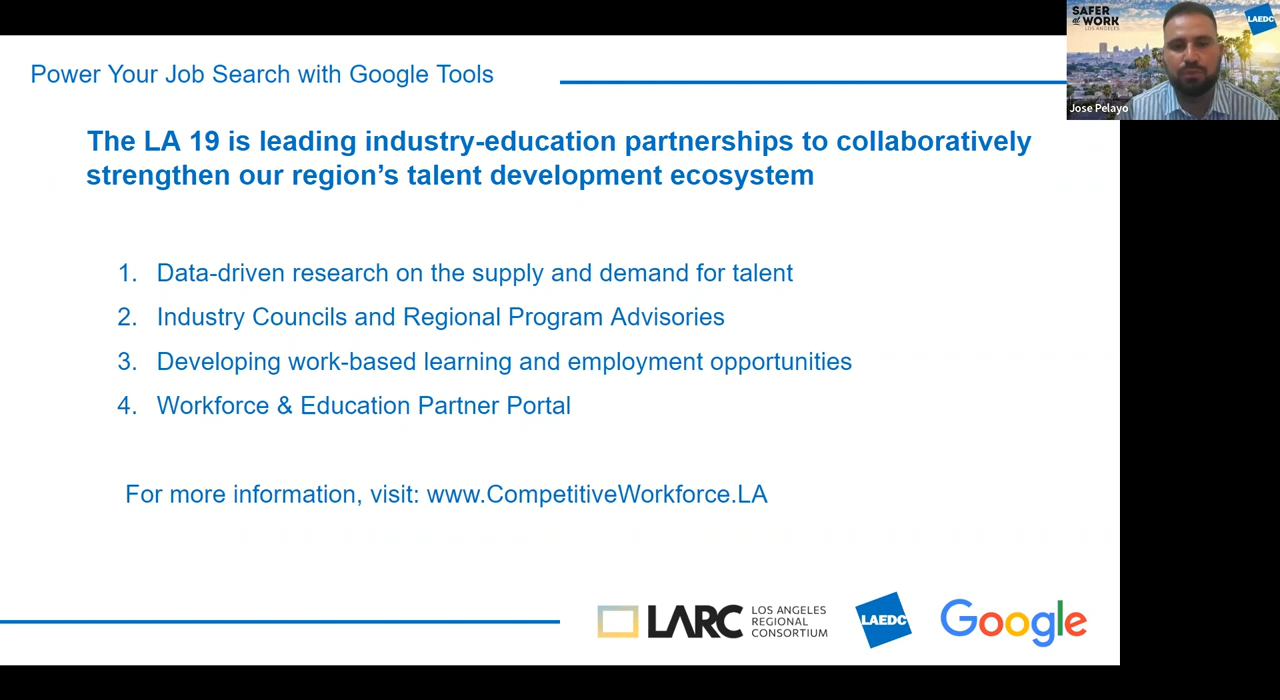 Power Your Job Search with Google Tools
SAFER
at WORK
LOS ANGELES
LAEDC
Jose Pelayo
The LA 19 is leading industry-education partnerships to collaboratively
strengthen our region’s talent development ecosystem
1. Data-driven research on the supply and demand for talent
2. Industry Councils and Regional Program Advisories
3. Developing work-based learning and employment opportunities
4. Workforce & Education Partner Portal
For more information, visit: www.CompetitiveWorkforce.LA
LARC
LOS ANGELES
REGIONAL
CONSORTIUM
LAEDC
Google